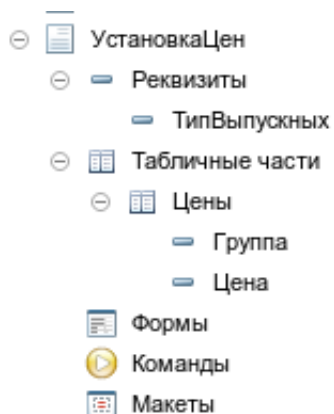 УстановкаЦен
Реквизиты
ТипВыпускных
Табличные части
Цены
Группа
Цена
Формы
Команды
Макеты